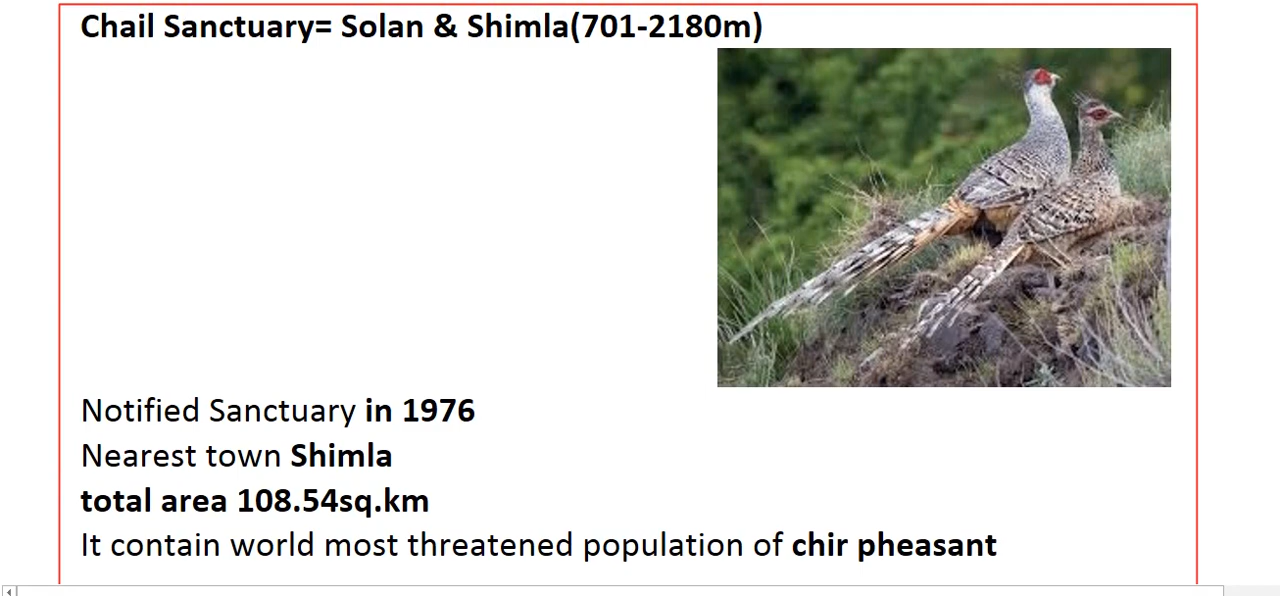 Chail Sanctuary= Solan & Shimla(701-2180m)
Notified Sanctuary in 1976
Nearest town Shimla
total area 108.54sq.km
It contain world most threatened population of chir pheasant